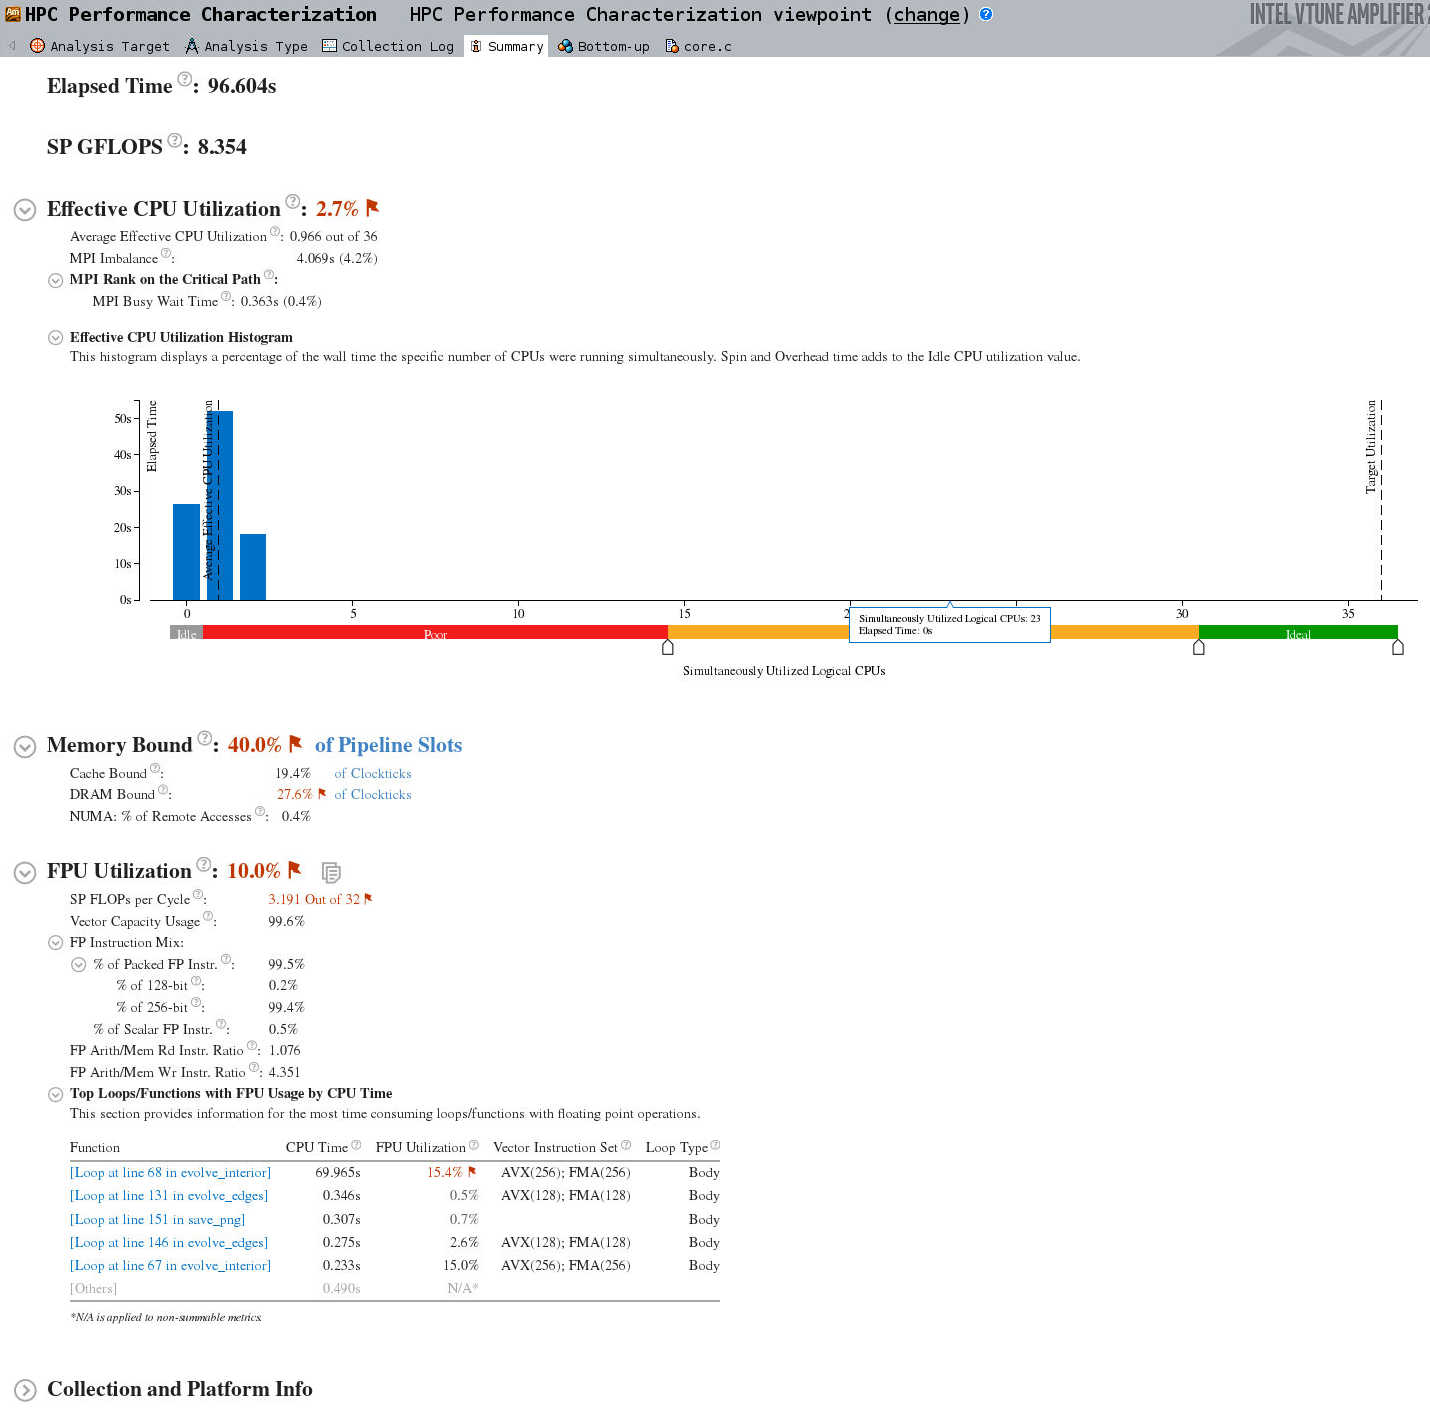 HPC Performance Characterization HPC Performance Characterization viewpoint (change) ? INTEL VTUNE AMPLIFIER
Analysis Target Analysis Type Collection Log Summary Bottom-up core.c
Elapsed Time ?: 96.604s
SP GFLOPS ?: 8.354
Effective CPU Utilization ?: 2.7%
Average Effective CPU Utilization ?: 0.966 out of 36
MPI Imbalance ?: 4.069s (4.2%)
MPI Rank on the Critical Path ?:
MPI Busy Wait Time ?: 0.363s (0.4%)
Effective CPU Utilization Histogram
This histogram displays a percentage of the wall time the specific number of CPUs were running simultaneously. Spin and Overhead time adds to the Idle CPU utilization value.
Elapsed Time
Average Effective CPU Utilization
Target Utilization
50s
40s
30s
20s
10s
0s
0 5 10 15 2 30 35
Simultaneously Utilized Logical CPUs: 23
Elapsed Time: 0s
Idle Poor Ideal
Simultaneously Utilized Logical CPUs
Memory Bound ?: 40.0% of Pipeline Slots
Cache Bound ?: 19.4% of Clockticks
DRAM Bound ?: 27.6% of Clockticks
NUMA: % of Remote Accesses ?: 0.4%
FPU Utilization ?: 10.0%
SP FLOPs per Cycle ?: 3.191 Out of 32
Vector Capacity Usage ?: 99.6%
FP Instruction Mix:
% of Packed FP Instr. ?: 99.5%
% of 128-bit ?: 0.2%
% of 256-bit ?: 99.4%
% of Scalar FP Instr. ?: 0.5%
FP Arith/Mem Rd Instr. Ratio ?: 1.076
FP Arith/Mem Wr Instr. Ratio ?: 4.351
Top Loops/Functions with FPU Usage by CPU Time
This section provides information for the most time consuming loops/functions with floating point operations.
Function CPU Time ? FPU Utilization ? Vector Instruction Set ? Loop Type ?
[Loop at line 68 in evolve_interior] 69.965s 15.4% AVX(256); FMA(256) Body
[Loop at line 131 in evolve_edges] 0.346s 0.5% AVX(128); FMA(128) Body
[Loop at line 151 in save_png] 0.307s 0.7% Body
[Loop at line 146 in evolve_edges] 0.275s 2.6% AVX(128); FMA(128) Body
[Loop at line 67 in evolve_interior] 0.233s 15.0% AVX(256); FMA(256) Body
[Others] 0.490s N/A*
*N/A is applied to non-summable metrics.
Collection and Platform Info